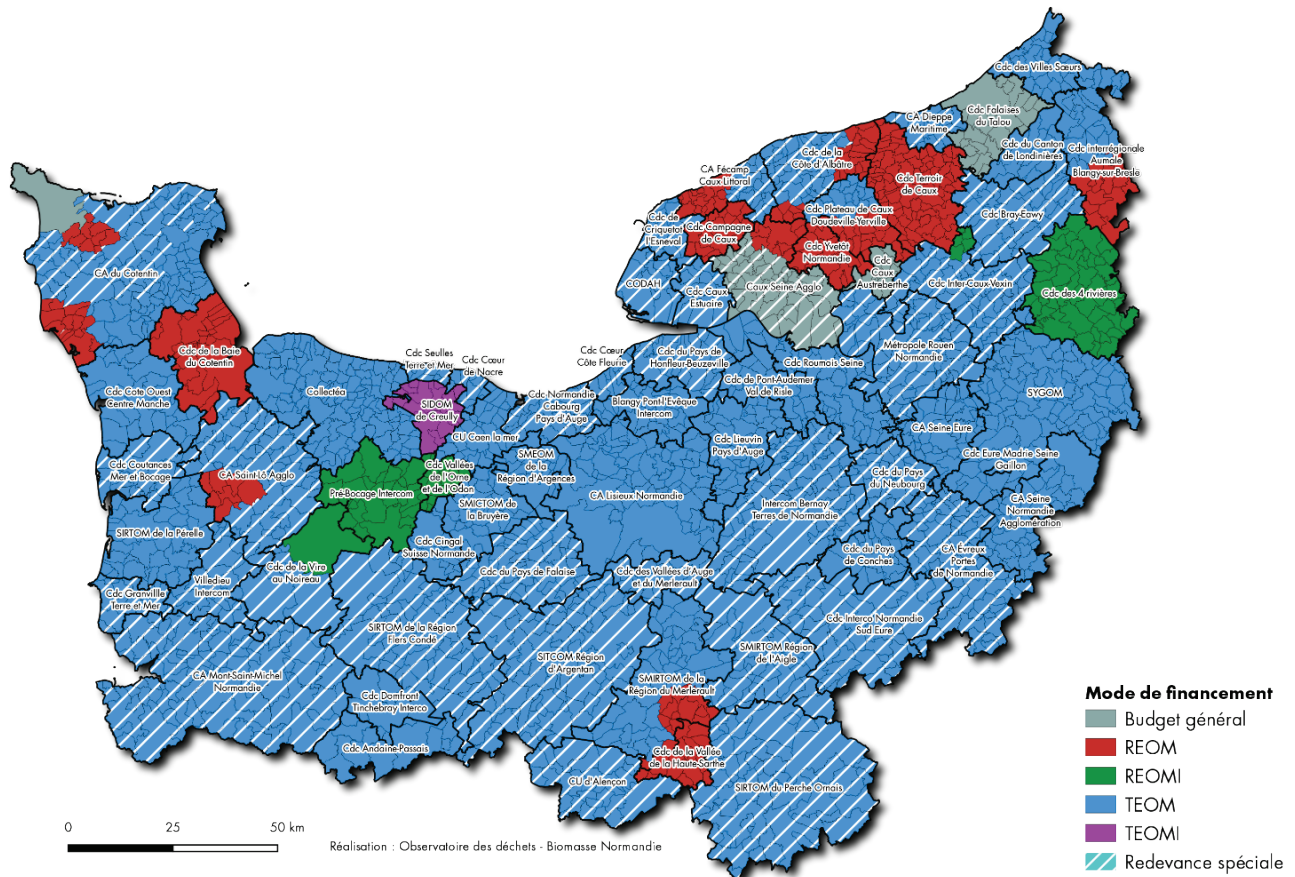 Cdc des Villes Sœurs
Cdc Falaises
du Talou
CA Dieppe
Maritime
Cdc du Canton
de Londinières
Cdc interrégionale
Aumale
Blangy-sur-Bresle
Cdc de la
Côte d'Albâtre
CA Fécamp
Caux Littoral
Cdc Terroir
de Caux
Cdc Plateau de Caux
Doudeville-Yerville
Cdc Bray-Eawy
Cdc de
Criquetot
l'Esneval
Cdc Campagne
de Caux
Cdc Yvetôt
Normandie
Cdc
Caux
Austreberthe
CODAH
Cdc Caux
Estuaire
Caux Seine Agglo
Cdc Inter-Caux-Vexin
Cdc des 4 rivières
Métropole Rouen
Normandie
CA du Cotentin
Cdc de la Baie
du Cotentin
Cdc Cote Ouest
Centre Manche
Collectéa
Cdc Seulles
Terre et Mer
Cdc Cœur
de Nacre
SIDOM
de Creully
CU Caen la mer
Cdc Cœur
Côte Fleurie
Cdc Normandie
Cabourg
Pays d'Auge
Cdc du Pays de
Honfleur-Beuzeville
Cdc Roumois Seine
Cdc de Pont-Audemer
Val de Risle
Blangy Pont-l'Evêque
Intercom
SYGOM
CA Seine Eure
Cdc Lieuvin
Pays d'Auge
Cdc Eure Madrie Seine
Gaillon
Cdc Coutances
Mer et Bocage
CA Saint-Lô Agglo
Pré-Bocage Intercom
Cdc Vallées
de l'Orne
et de l'Odon
SMEOM
de la
Région d'Argences
SMICTOM de
la Bruyère
CA Lisieux Normandie
Intercom Bernay
Terres de Normandie
Cdc du Pays
du Neubourg
CA Seine
Normandie
Agglomération
SIRTOM de la Pérelle
Cdc Cingal
Suisse Normande
Cdc du Pays
de Conches
CA Évreux
Portes
de Normandie
Cdc Granvillle
Terre et Mer
Villedieu
Intercom
Cdc de la Vire
au Noireau
Cdc du Pays de Falaise
Cdc des Vallées d'Auge
et du Merlerault
Cdc Interco Normandie
Sud Eure
SIRTOM de la Région
Flers Condé
SITCOM Région
d'Argentan
SMIRTOM Région
de l'Aigle
CA Mont-Saint-Michel
Normandie
Cdc Domfront
Tinchebray Interco
SMIRTOM de la
Région du Merlerault
Cdc Andaine-Passais
Cdc de la Vallée
de la Haute-Sarthe
CU d'Alençon
SIRTOM du Perche Ornais
Mode de financement
Budget général
REOM
REOMI
TEOM
TEOMI
Redevance spéciale
0 25 50 km
Réalisation : Observatoire des déchets - Biomasse Normandie